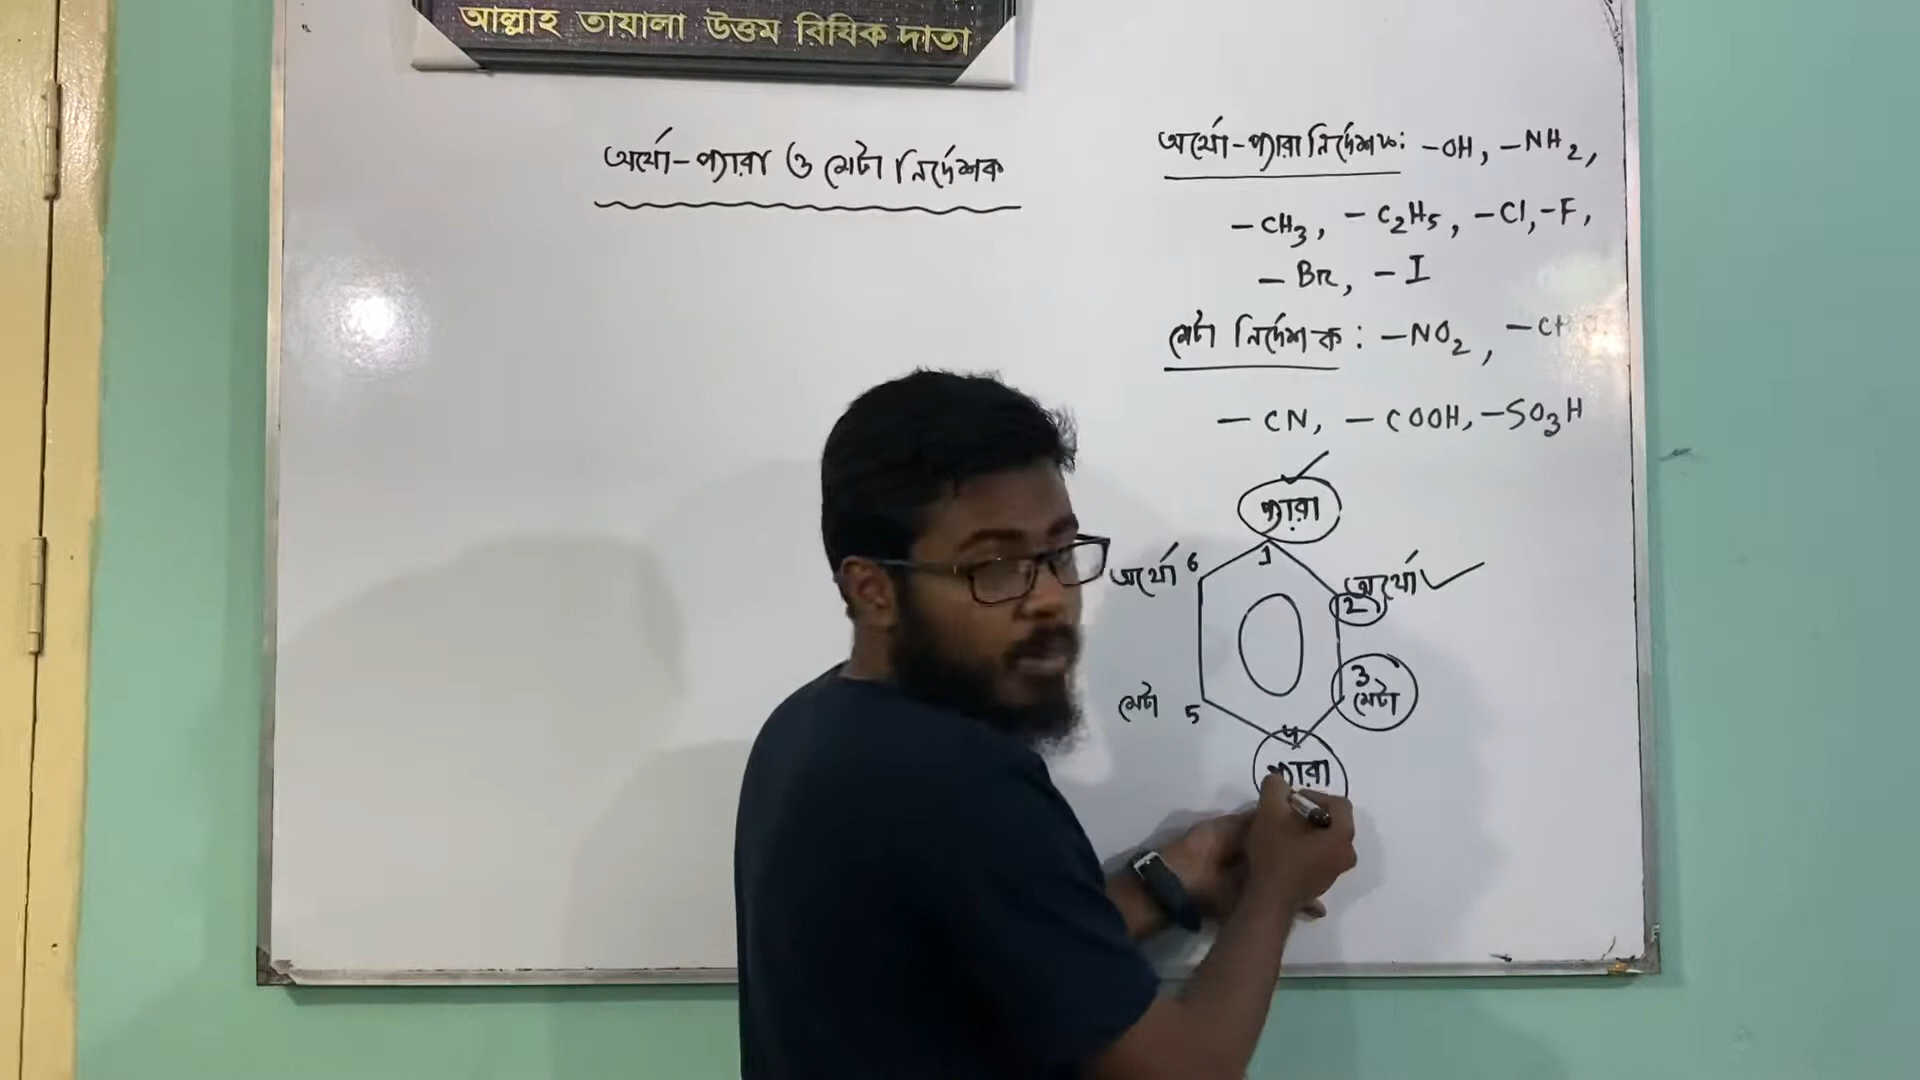 আল্লাহ তায়ালা উত্তম রিযিক দাতা
অর্থো-প্যারা ও মেটা নির্দেশক
অর্থো-প্যারা নির্দেশক: -OH, -NH2,
-CH3, -C2H5, -Cl, -F,
-Br, -I
মেটা নির্দেশক: -NO2,
-CN, -COOH, -SO3H
প্যারা
অর্থো 6 1 অর্থো
2
3
মেটা 5 মেটা
4
প্যারা